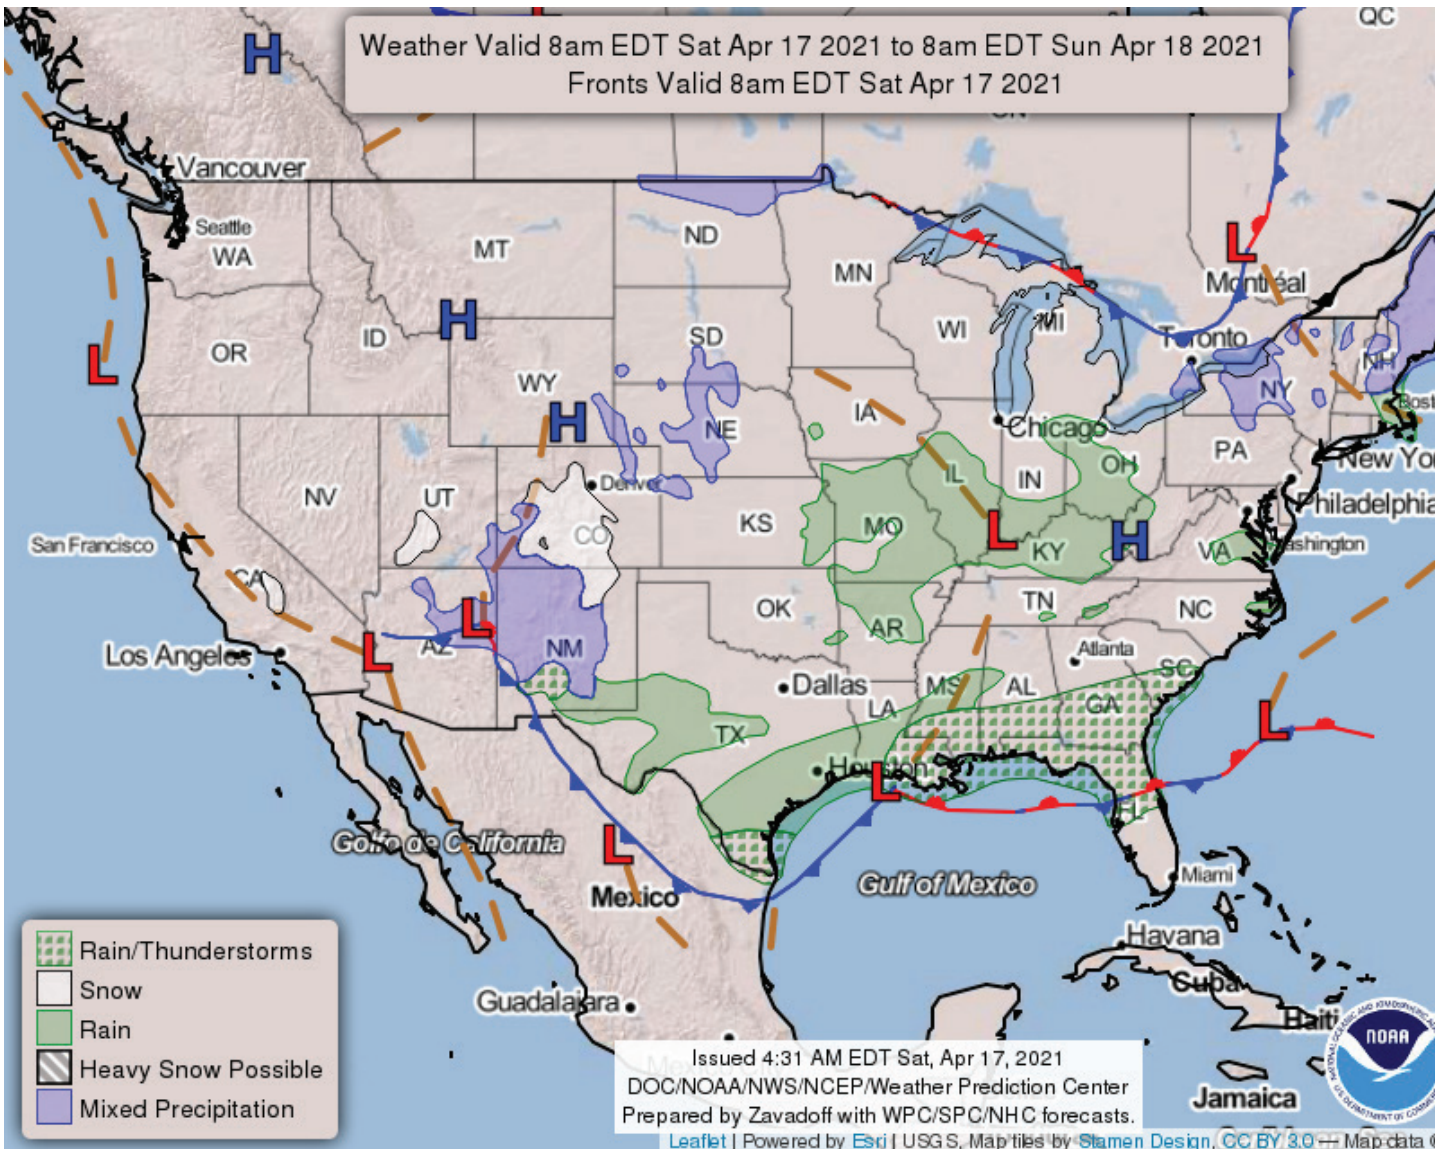 QC
Weather Valid 8am EDT Sat Apr 17 2021 to 8am EDT Sun Apr 18 2021
Fronts Valid 8am EDT Sat Apr 17 2021
H
Vancouver
Seattle
WA
MT
ND
MN
L
Montréal
H
OR
ID
SD
WI
MI
Toronto
L
WY
NH
NY
H
NE
IA
Chicago
Bost
PA
New Yo
NV
UT
Denver
IL
IN
OH
Philadelphia
San Francisco
CO
KS
MO
L
KY
H
VA
ashington
CA
OK
TN
NC
Los Angeles
L
AZ
L
NM
AR
Atlanta
Dallas
MS
AL
SC
GA
LA
TX
L
Houston
L
FL
Golfo de California
L
Mexico
Gulf of Mexico
Miami
Havana
Cuba
Guadalajara
Haiti
Jamaica
Mexico City
Rain/Thunderstorms
Snow
Rain
Heavy Snow Possible
Mixed Precipitation
NOAA
Issued 4:31 AM EDT Sat, Apr 17, 2021
DOC/NOAA/NWS/NCEP/Weather Prediction Center
Prepared by Zavadoff with WPC/SPC/NHC forecasts.
Leaflet | Powered by Esri | USGS, Map tiles by Stamen Design, CC BY 3.0 — Map data ©